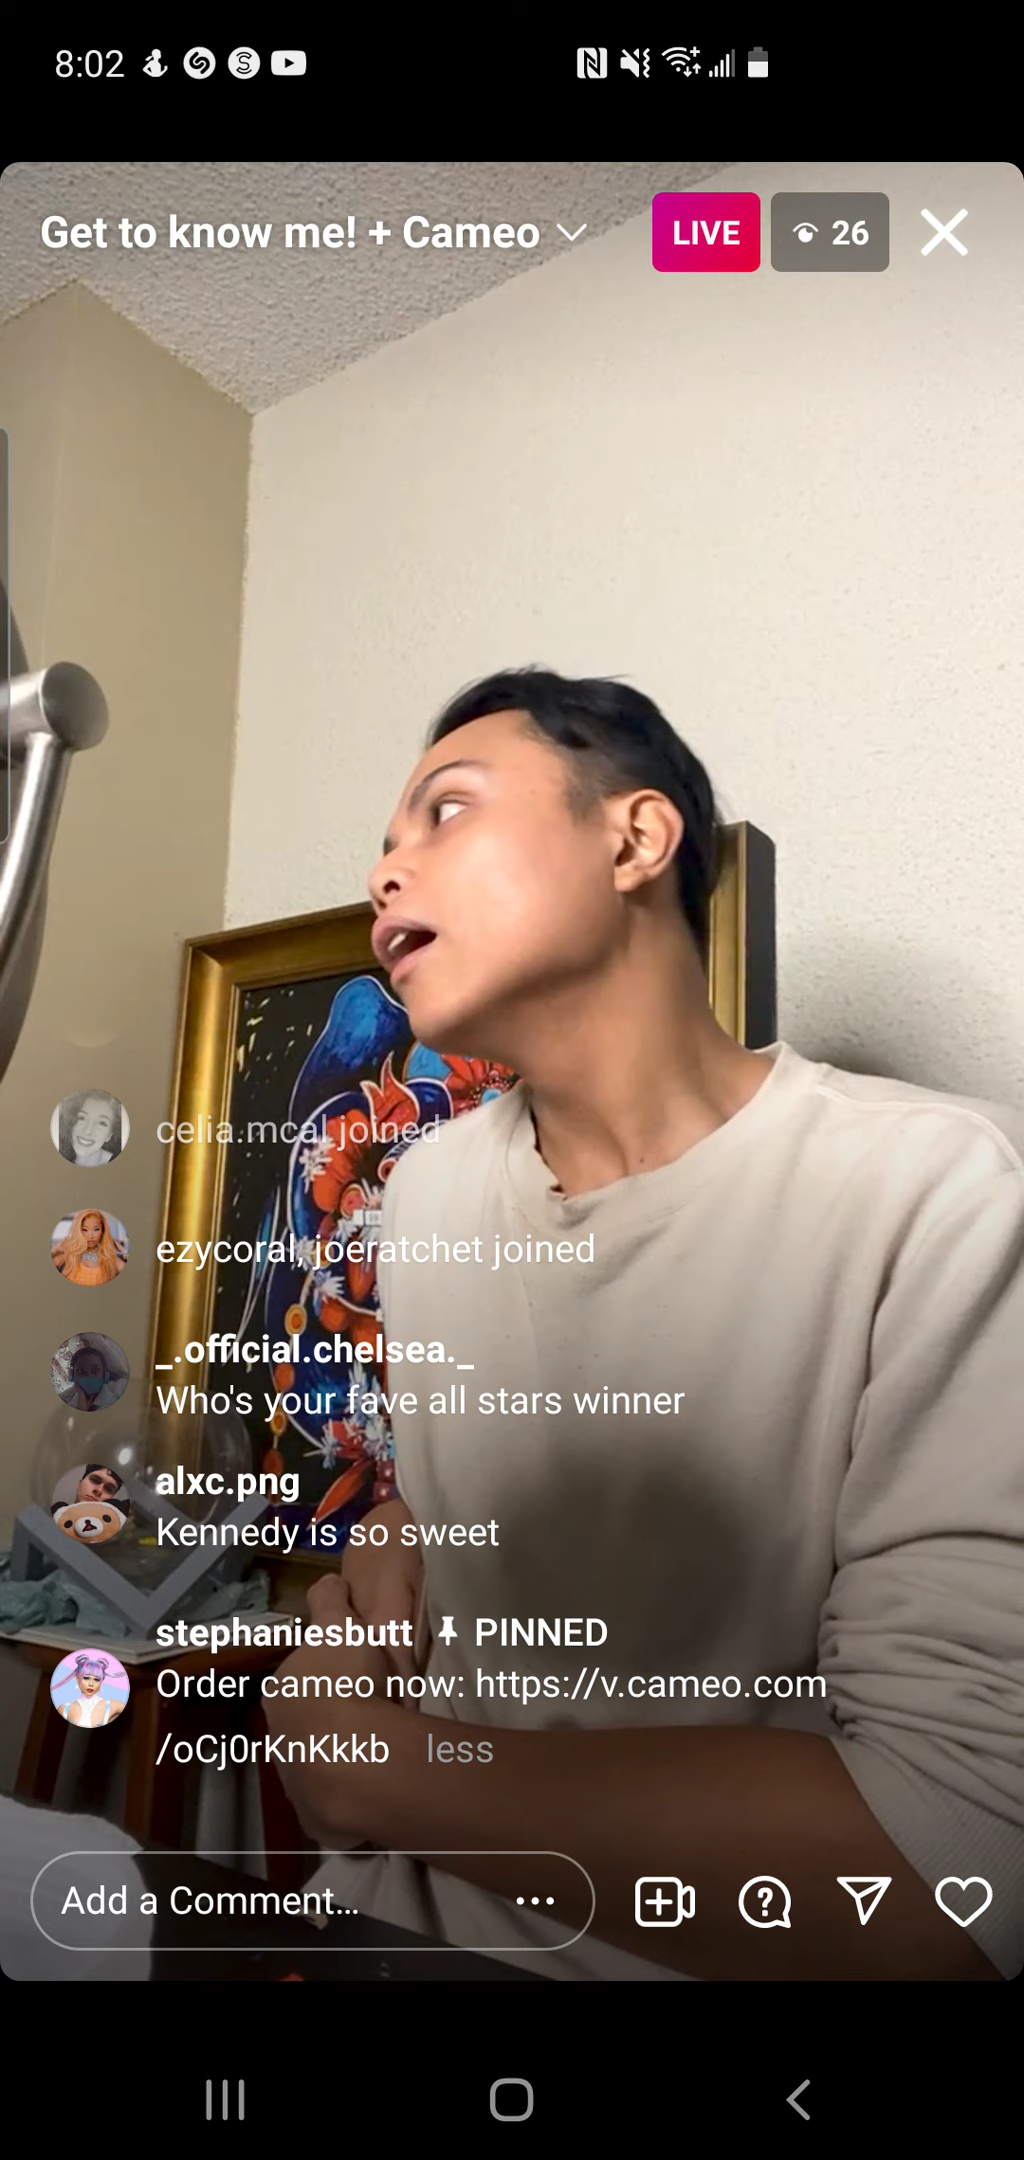 8:02
Get to know me! + Cameo
LIVE
26
celia.mcal joined
ezycoral, joeratchet joined
_.official.chelsea._
Who's your fave all stars winner
alxc.png
Kennedy is so sweet
stephaniesbutt PINNED
Order cameo now: https://v.cameo.com
/oCj0rKnKkkb less
Add a Comment...